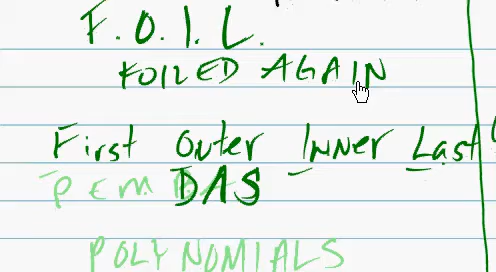 F.O.I.L.
FOILED AGAIN
First Outer Inner Last
PEMDAS
POLYNOMIALS